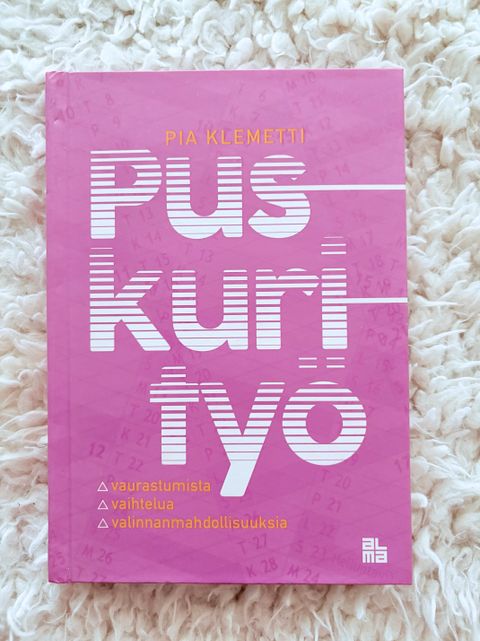 PIA KLEMETTI
Pus-
kuri-
työ
△ vaurastumista
△ vaihtelua
△ valinnanmahdollisuuksia
al
ma